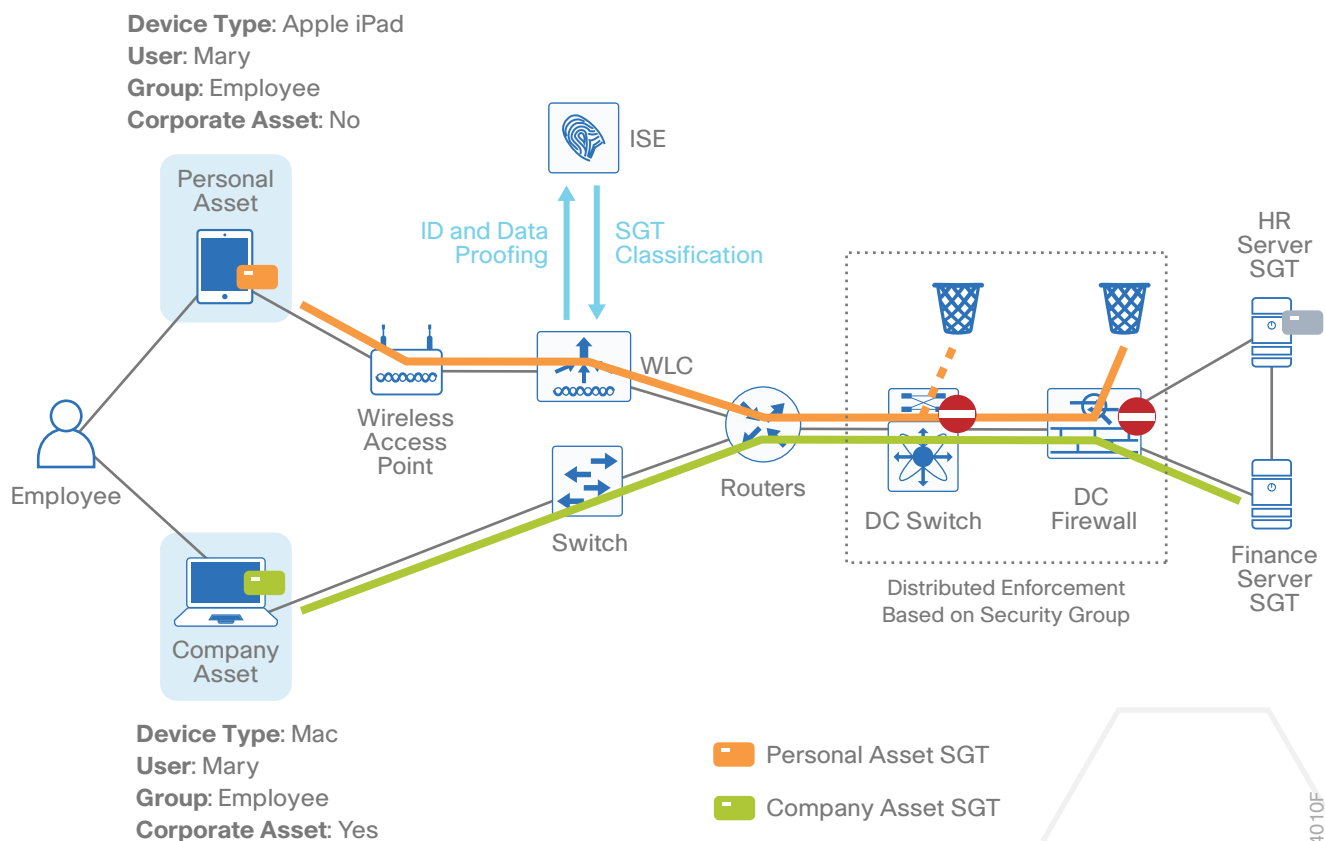 Device Type: Apple iPad
User: Mary
Group: Employee
Corporate Asset: No
Personal
Asset
ISE
ID and Data
Proofing
SGT
Classification
HR
Server
SGT
WLC
Wireless
Access
Point
Employee
Switch
Routers
DC Switch
DC
Firewall
Distributed Enforcement
Based on Security Group
Finance
Server
SGT
Company
Asset
Device Type: Mac
User: Mary
Group: Employee
Corporate Asset: Yes
Personal Asset SGT
Company Asset SGT
4010F